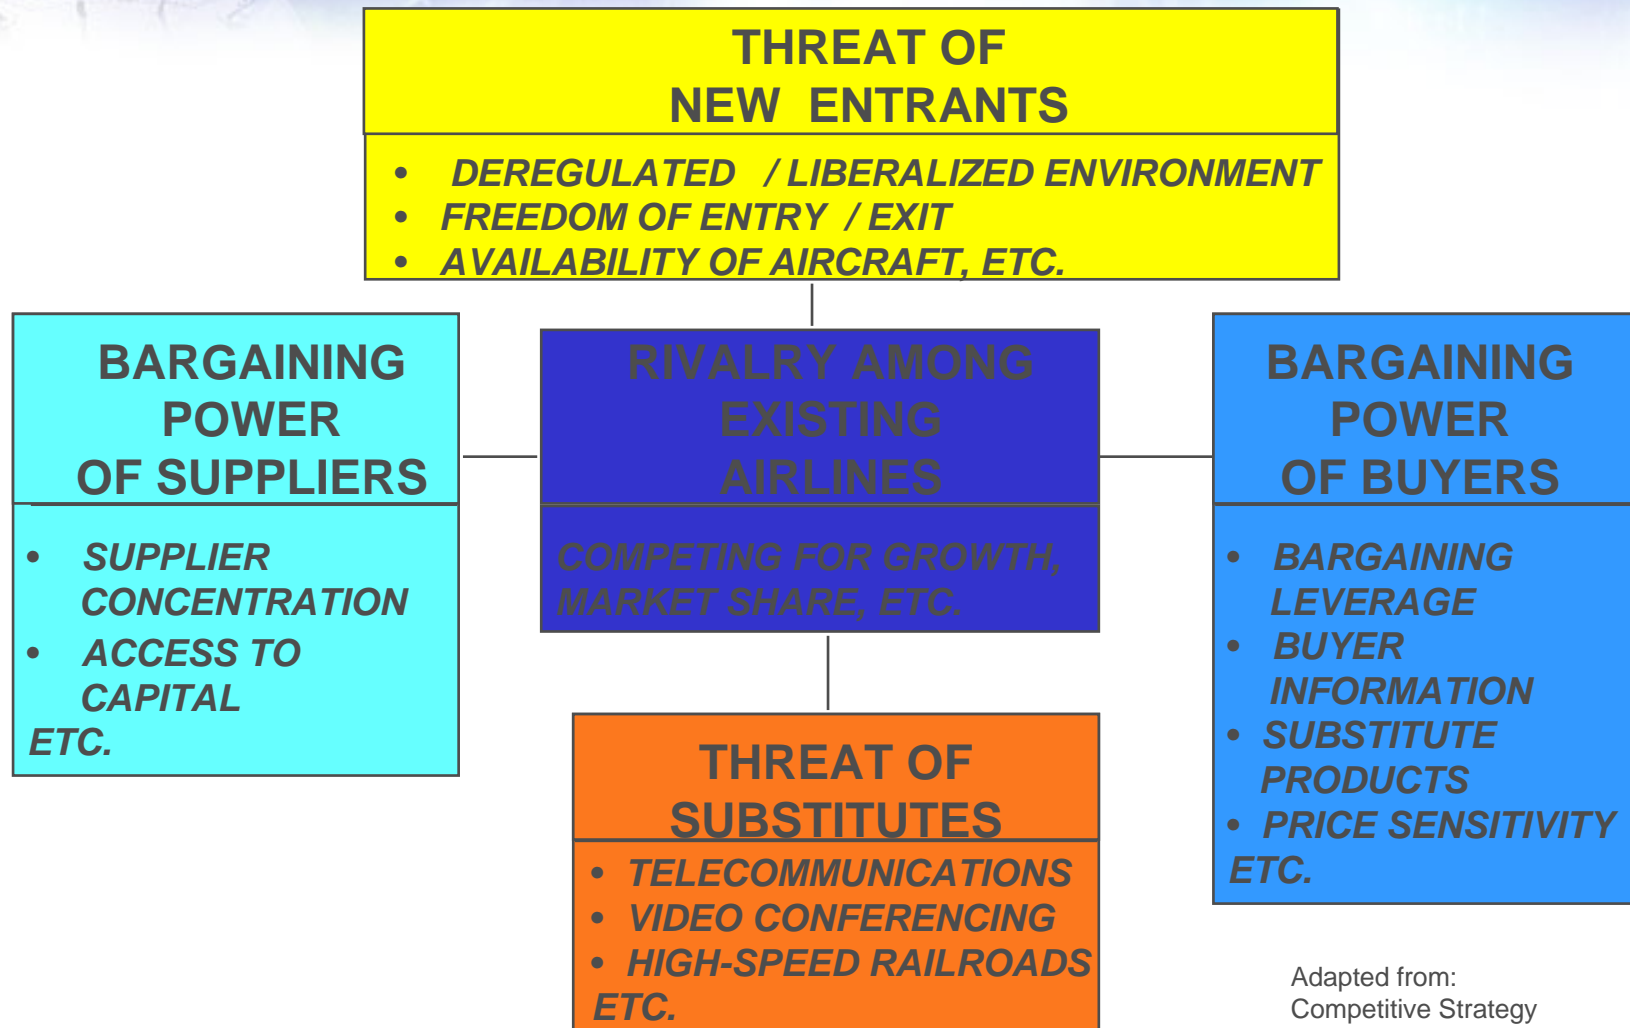 THREAT OF
NEW ENTRANTS
• DEREGULATED / LIBERALIZED ENVIRONMENT
• FREEDOM OF ENTRY / EXIT
• AVAILABILITY OF AIRCRAFT, ETC.
BARGAINING
POWER
OF SUPPLIERS
• SUPPLIER
CONCENTRATION
• ACCESS TO
CAPITAL
ETC.
RIVALRY AMONG
EXISTING
AIRLINES
COMPETING FOR GROWTH,
MARKET SHARE, ETC.
BARGAINING
POWER
OF BUYERS
• BARGAINING
LEVERAGE
• BUYER
INFORMATION
• SUBSTITUTE
PRODUCTS
• PRICE SENSITIVITY
ETC.
THREAT OF
SUBSTITUTES
• TELECOMMUNICATIONS
• VIDEO CONFERENCING
• HIGH-SPEED RAILROADS
ETC.
Adapted from:
Competitive Strategy